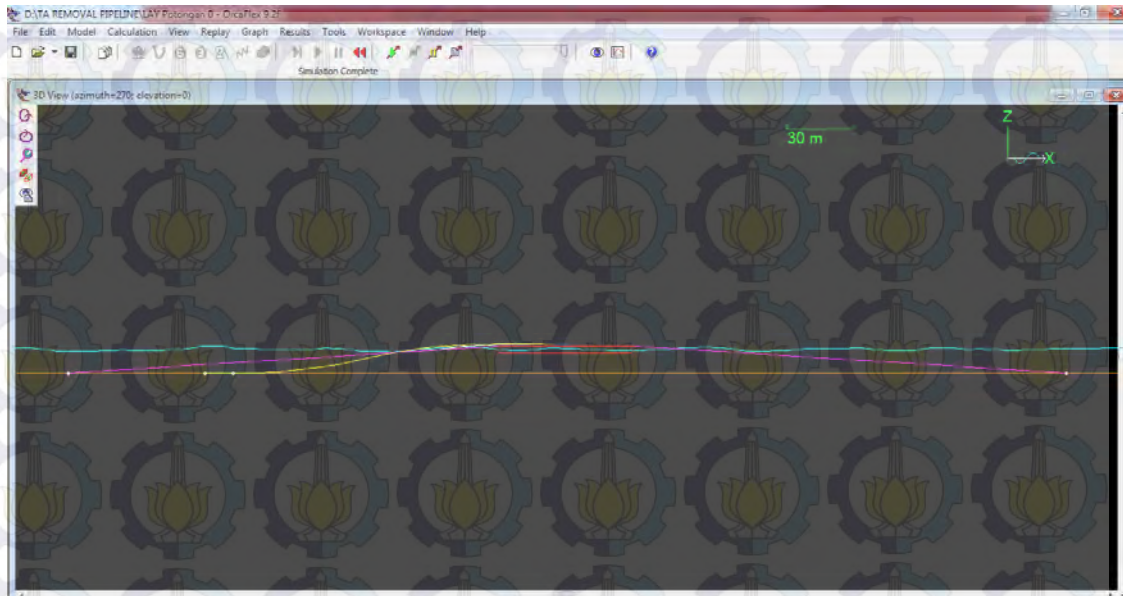 D:\TA REMOVAL PIPELINE\LAY Potongan 0 - OrcaFlex 9.2f
File Edit Model Calculation View Replay Graph Results Tools Workspace Window Help
Simulation Complete
3D View (azimuth=270; elevation=0)
30 m
Z
X